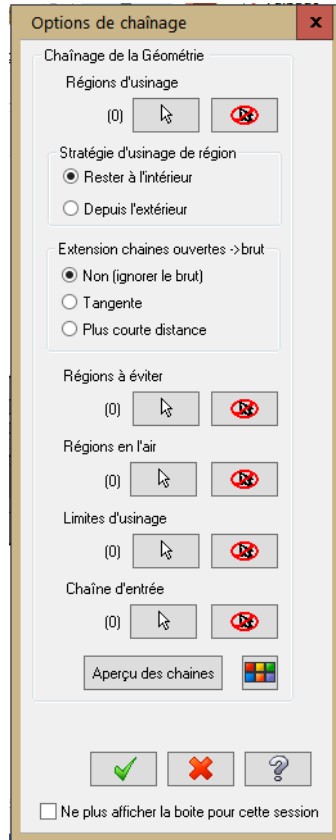 Options de chaînage
x
Chaînage de la Géométrie
Régions d'usinage
(0)
Stratégie d'usinage de région
Rester à l'intérieur
Depuis l'extérieur
Extension chaines ouvertes ->brut
Non (ignorer le brut)
Tangente
Plus courte distance
Régions à éviter
(0)
Régions en l'air
(0)
Limites d'usinage
(0)
Chaîne d'entrée
(0)
Aperçu des chaines
?
Ne plus afficher la boite pour cette session